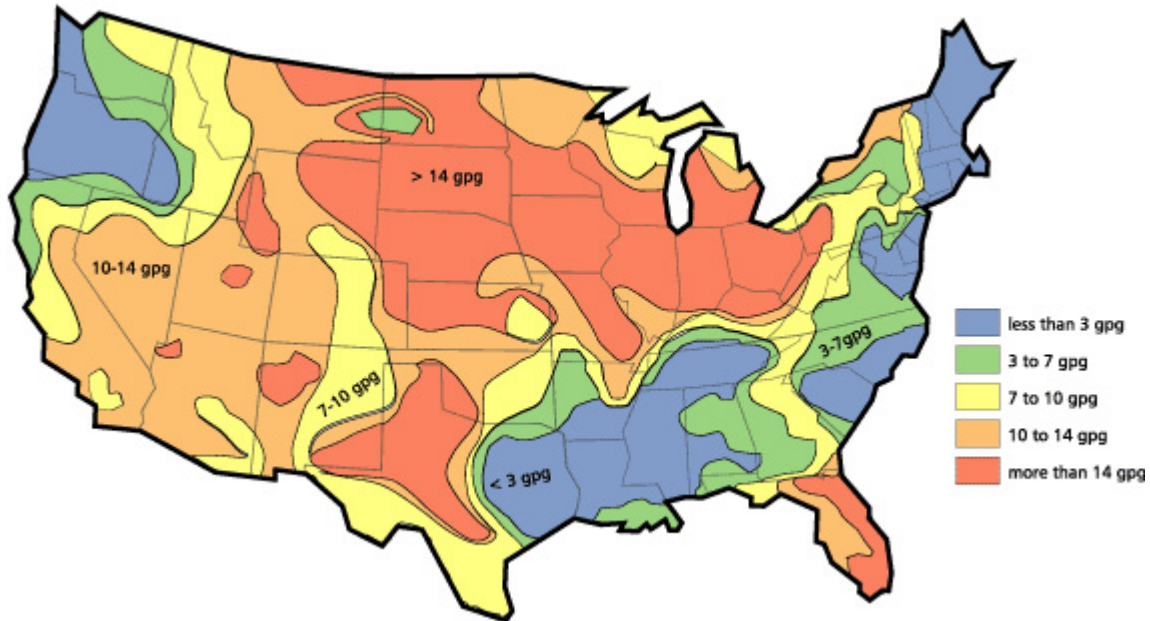 > 14 gpg
10-14 gpg
7-10 gpg
3-7gpg
< 3 gpg
less than 3 gpg
3 to 7 gpg
7 to 10 gpg
10 to 14 gpg
more than 14 gpg